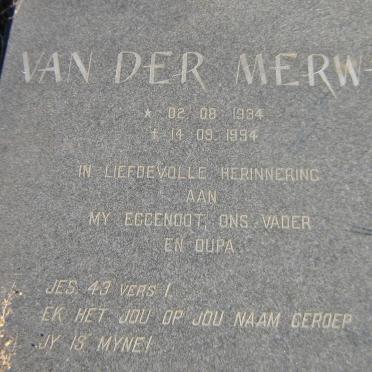 VAN DER MERW
* 02 08 1934
+ 14 09 1994
IN LIEFDEVOLLE HERINNERING
AAN
MY EGGENOOT, ONS VADER
EN OUPA
JES. 43 VERS 1.
EK HET JOU OP JOU NAAM GEROEP
JY IS MYNE!